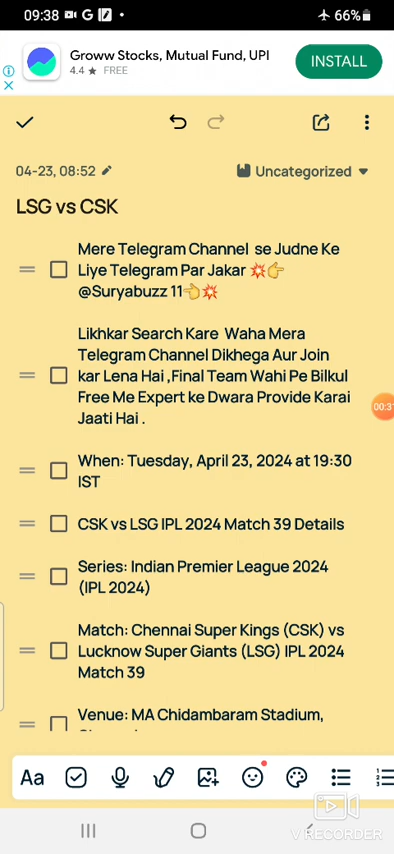 09:38 G 66%
Groww Stocks, Mutual Fund, UPI
4.4 ★ FREE
INSTALL
04-23, 08:52
Uncategorized
LSG vs CSK
Mere Telegram Channel se Judne Ke
Liye Telegram Par Jakar 💥👉
@Suryabuzz 11👈💥
Likhkar Search Kare Waha Mera
Telegram Channel Dikhega Aur Join
kar Lena Hai ,Final Team Wahi Pe Bilkul
Free Me Expert ke Dwara Provide Karai
Jaati Hai .
00:3
When: Tuesday, April 23, 2024 at 19:30
IST
CSK vs LSG IPL 2024 Match 39 Details
Series: Indian Premier League 2024
(IPL 2024)
Match: Chennai Super Kings (CSK) vs
Lucknow Super Giants (LSG) IPL 2024
Match 39
Venue: MA Chidambaram Stadium,
Aa
V RECORDER